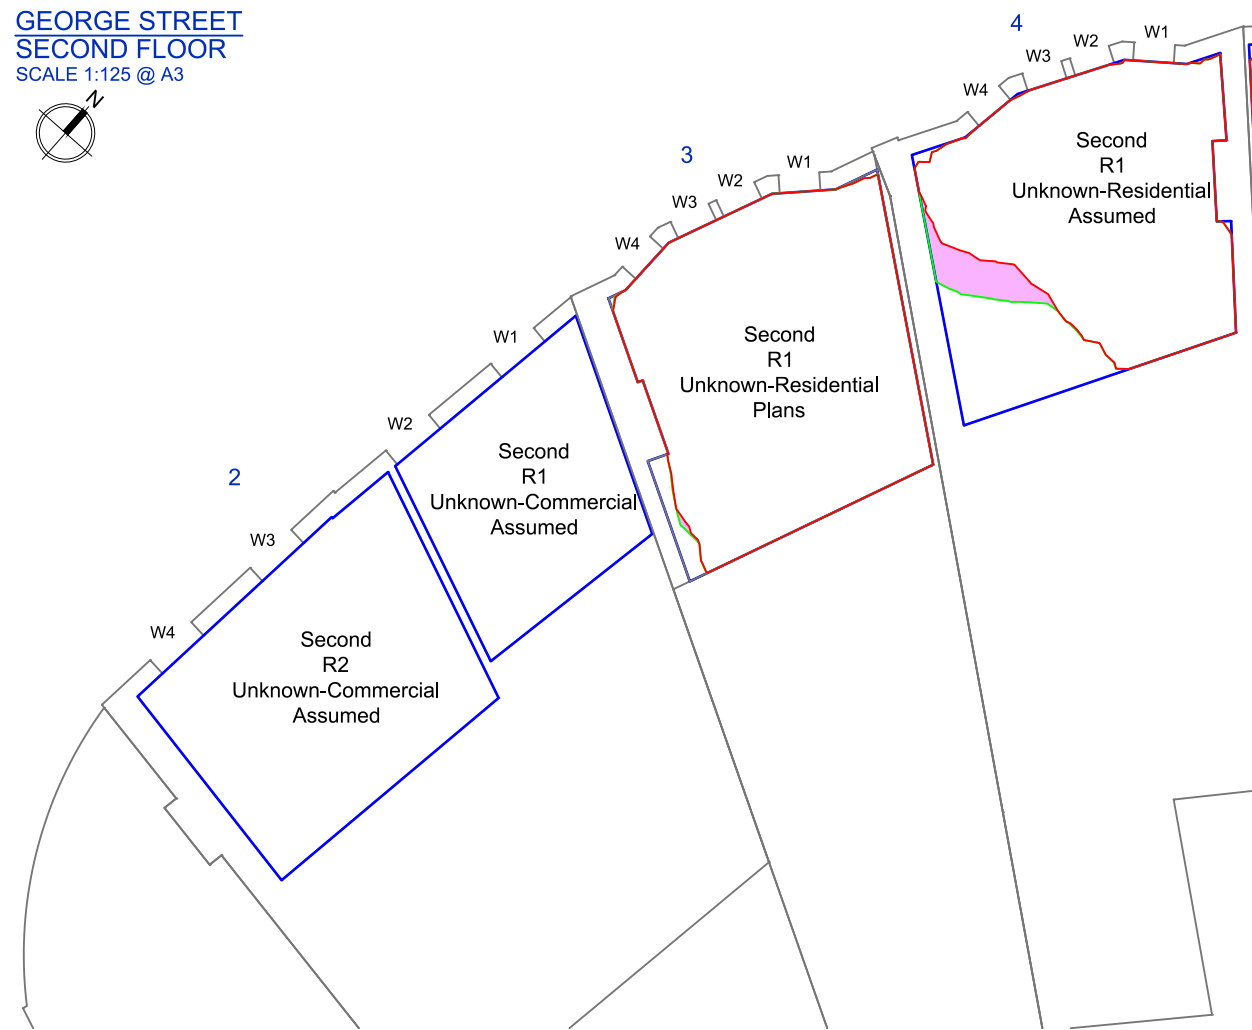 GEORGE STREET
SECOND FLOOR
SCALE 1:125 @ A3
N
4
W1
W2
W3
W4
Second
R1
Unknown-Residential
Assumed
3
W1
W2
W3
W4
Second
R1
Unknown-Residential
Plans
2
W1
W2
Second
R1
Unknown-Commercial
Assumed
W3
W4
Second
R2
Unknown-Commercial
Assumed